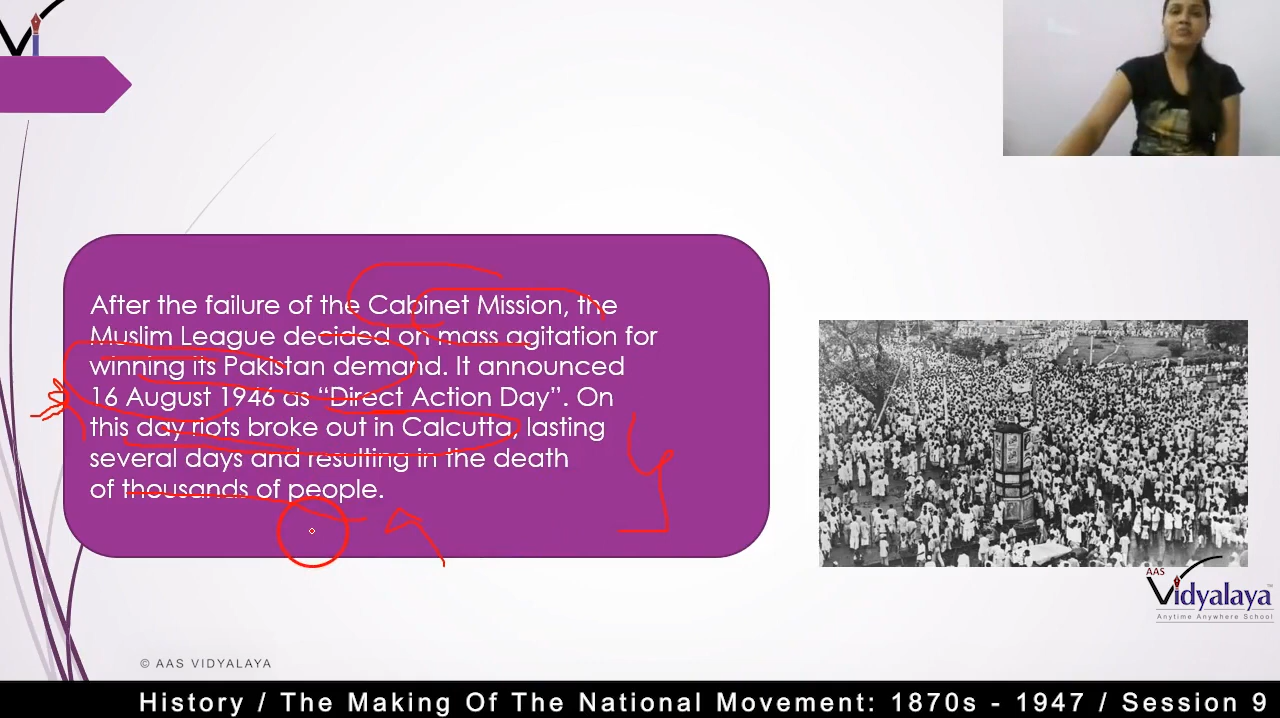 After the failure of the Cabinet Mission, the
Muslim League decided on mass agitation for
winning its Pakistan demand. It announced
16 August 1946 as “Direct Action Day”. On
this day riots broke out in Calcutta, lasting
several days and resulting in the death
of thousands of people.
AAS
Vidyalaya
TM
Anytime Anywhere School
© AAS VIDYALAYA
History / The Making Of The National Movement: 1870s - 1947 / Session 9